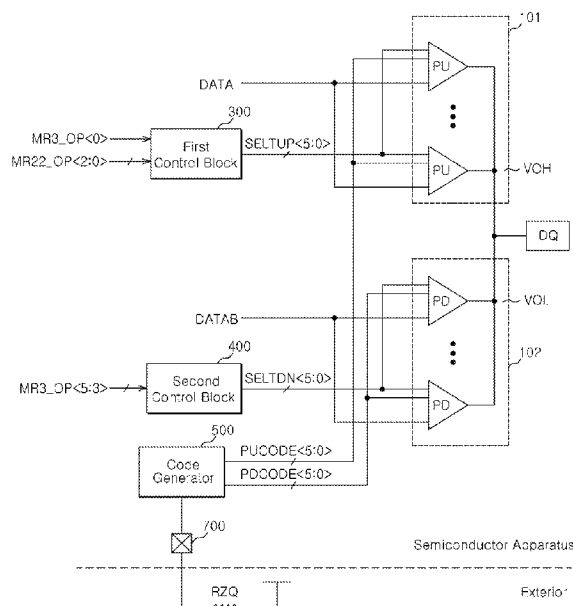 101
PU
DATA
300
MR3_OP<0>
MR22_OP<2:0>
First
Control Block
SELTUP<5:0>
PU
VOH
DQ
PD
VOL
DATAB
400
102
MR3_OP<5:3>
Second
Control Block
SELTDN<5:0>
PD
500
Code
Generator
PUCODE<5:0>
PDCODE<5:0>
700
Semiconductor Apparatus
RZQ
Exterior